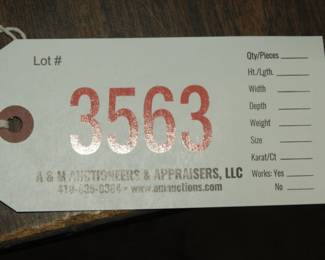 Lot #
3563
A & M AUCTIONEERS & APPRAISERS, LLC
www.amauctions.com
Qty/Pieces
Ht./Lgth.
Width
Depth
Weight
Size
Karat/Ct
Works: Yes
No